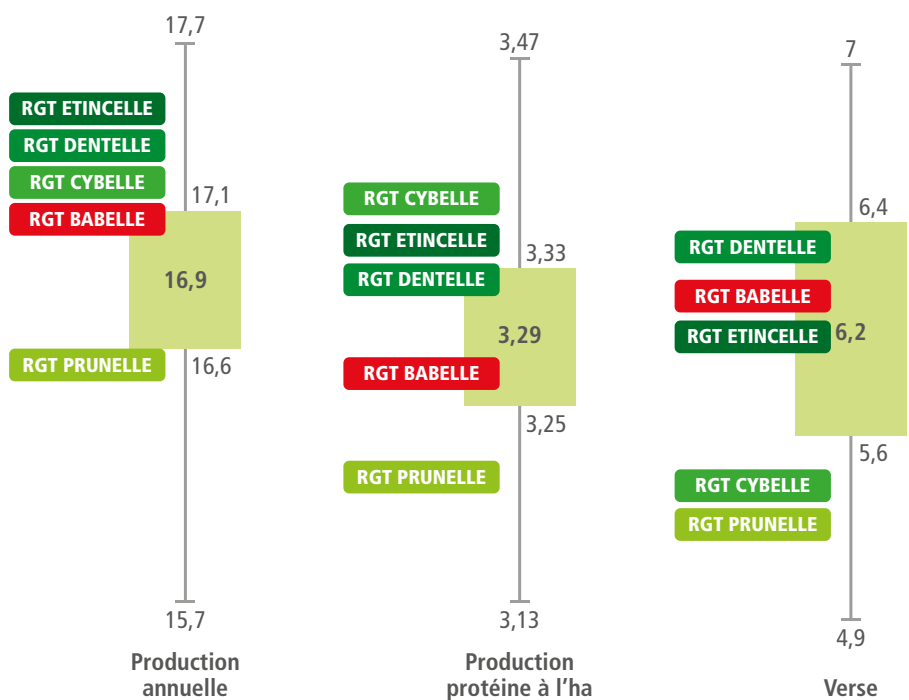 17,7
RGT ETINCELLE
RGT DENTELLE
RGT CYBELLE
17,1
RGT BABELLE
16,9
RGT PRUNELLE
16,6
15,7
Production
annuelle
3,47
RGT CYBELLE
RGT ETINCELLE
3,33
RGT DENTELLE
3,29
RGT BABELLE
3,25
RGT PRUNELLE
3,13
Production
protéine à l’ha
7
6,4
RGT DENTELLE
RGT BABELLE
RGT ETINCELLE
6,2
5,6
RGT CYBELLE
RGT PRUNELLE
4,9
Verse